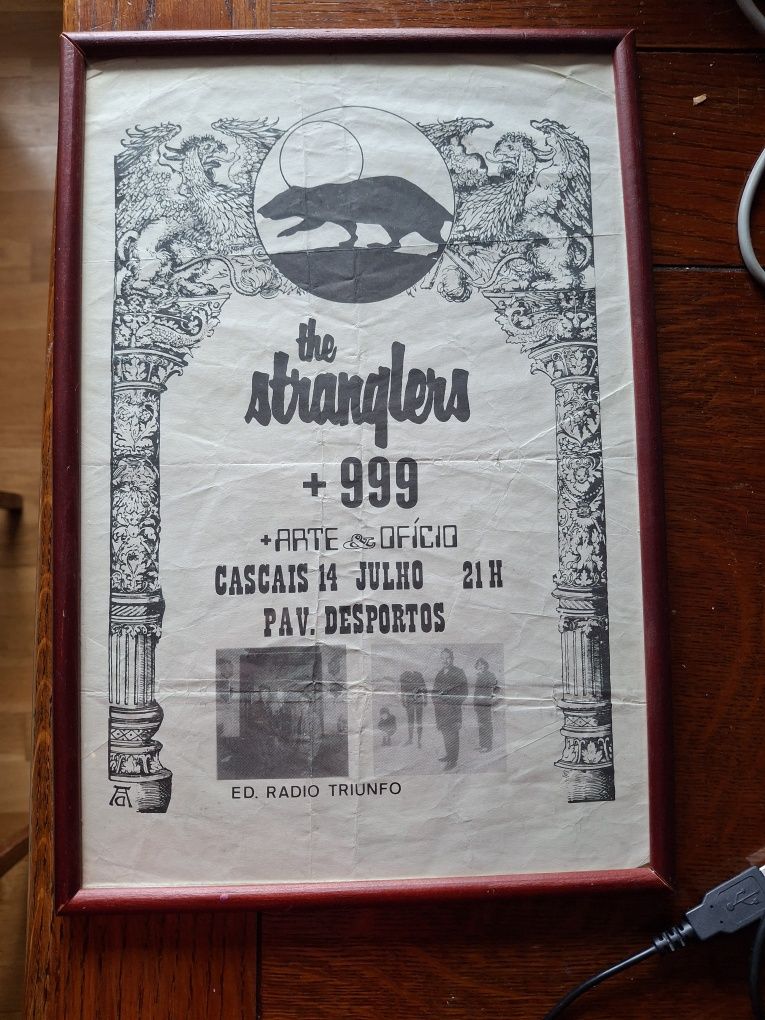 the
stranglers
+ 999
+ARTE & OFÍCIO
CASCAIS 14 JULHO 21 H
PAV. DESPORTOS
ED. RADIO TRIUNFO